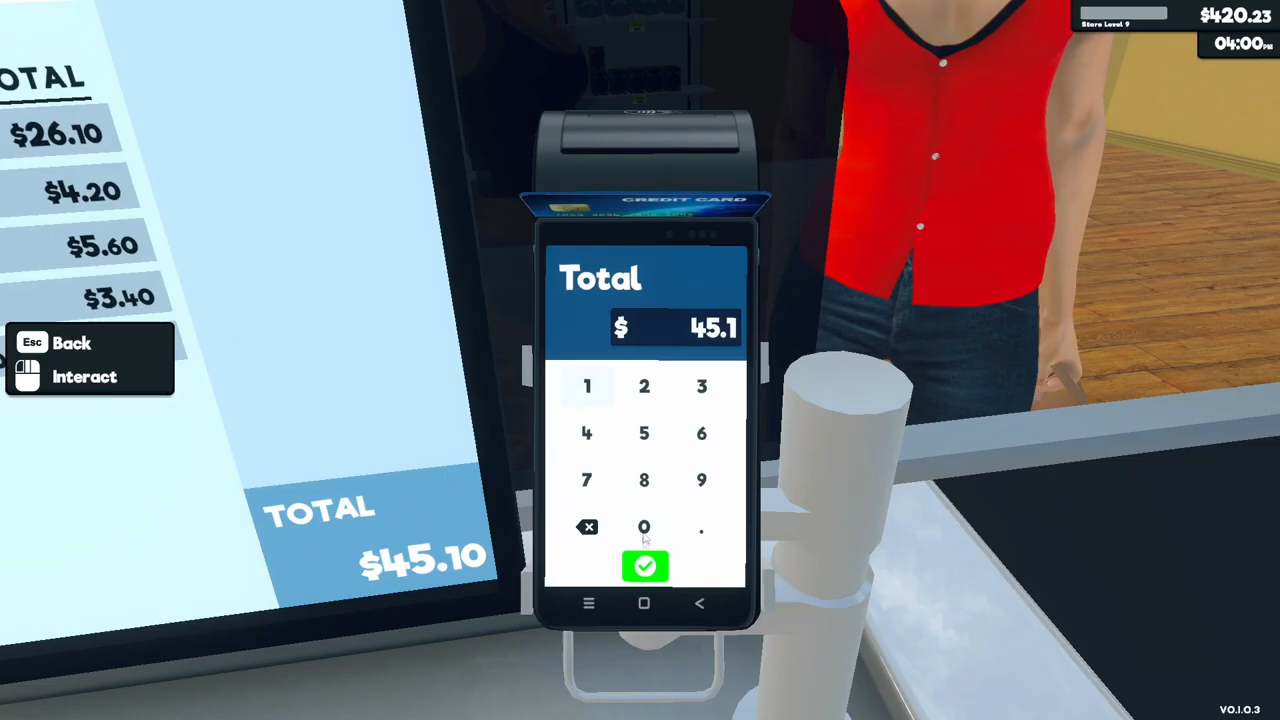 $420.23
Store Level 9
04:00PM
OTAL
$26.10
$4.20
$5.60
$3.40
Esc Back
Interact
TOTAL
$45.10
CREDIT CARD
Total
$ 45.1
1 2 3
4 5 6
7 8 9
0 .
V0.1.0.3